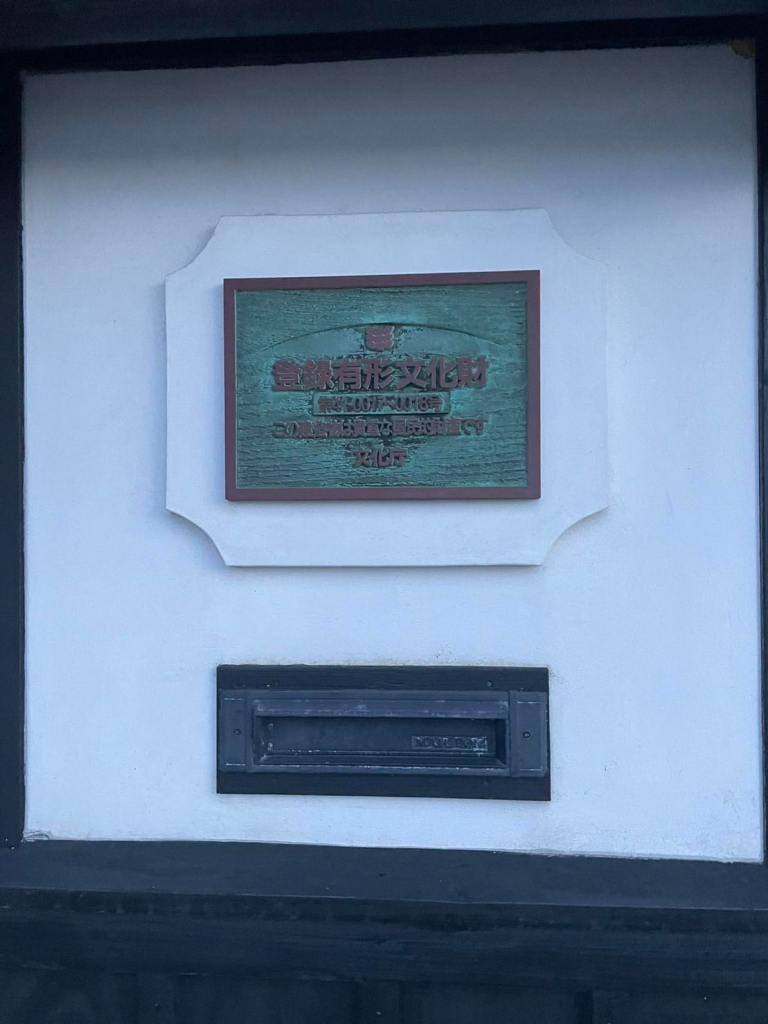 登録有形文化財
この建造物は貴重な国民的財産です
文化庁